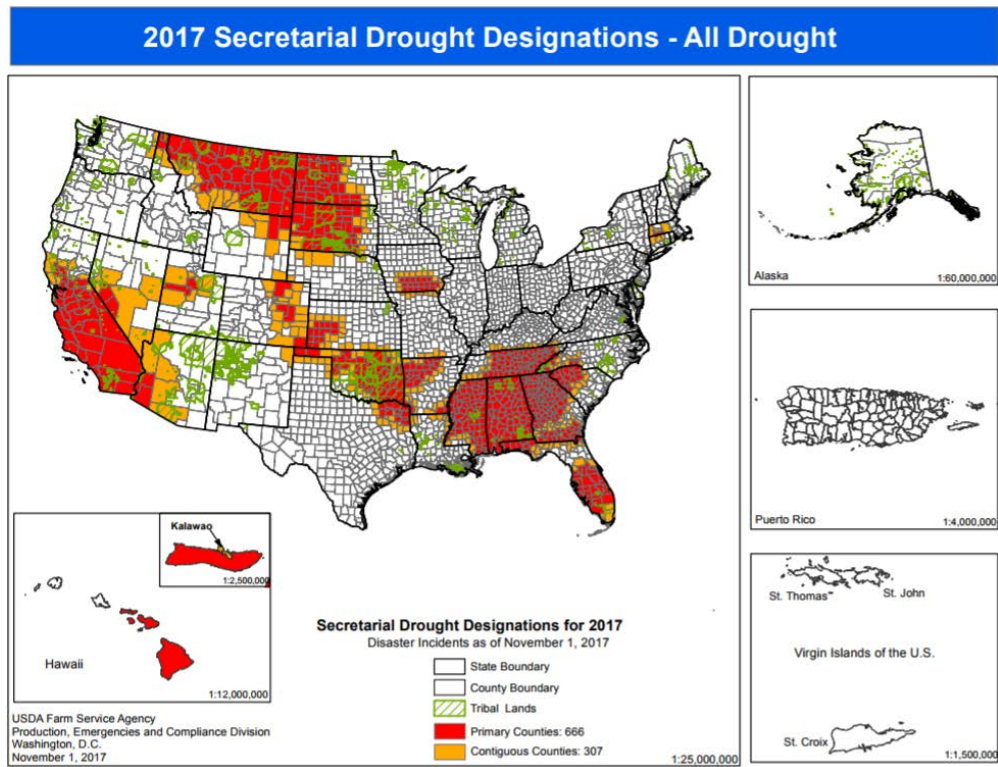 2017 Secretarial Drought Designations - All Drought
Alaska
1:60,000,000
Puerto Rico
1:4,000,000
St. Thomas
St. John
Virgin Islands of the U.S.
St. Croix
1:1,500,000
Kalawao
1:2,500,000
Hawaii
1:12,000,000
Secretarial Drought Designations for 2017
Disaster Incidents as of November 1, 2017
State Boundary
County Boundary
Tribal Lands
Primary Counties: 666
Contiguous Counties: 307
1:25,000,000
USDA Farm Service Agency
Production, Emergencies and Compliance Division
Washington, D.C.
November 1, 2017